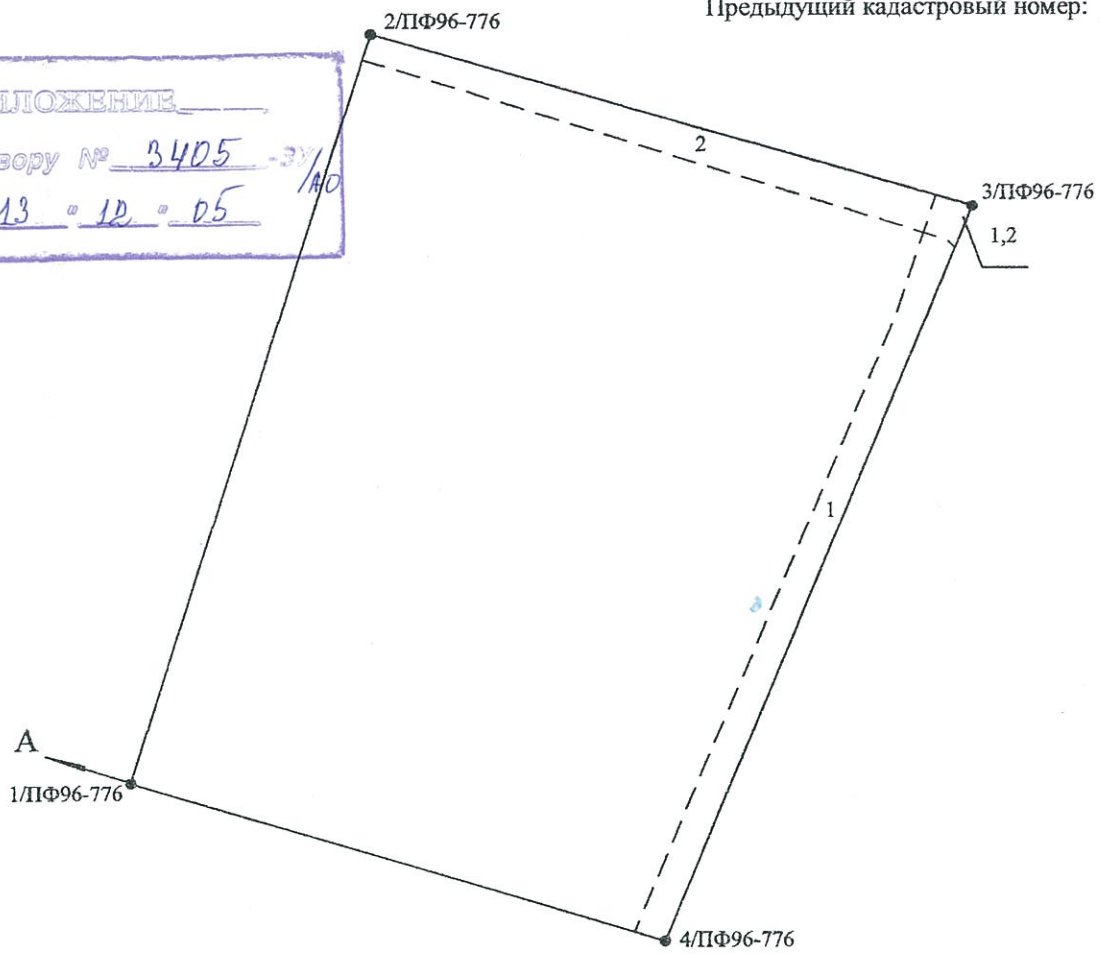 Предыдущий кадастровый номер:
2/ПФ96-776
ИЛОЖЕНИЕ
вору № 3405 -ЗУ/АО
13 " 12 " 05
2
3/ПФ96-776
1,2
1
А
1/ПФ96-776
4/ПФ96-776